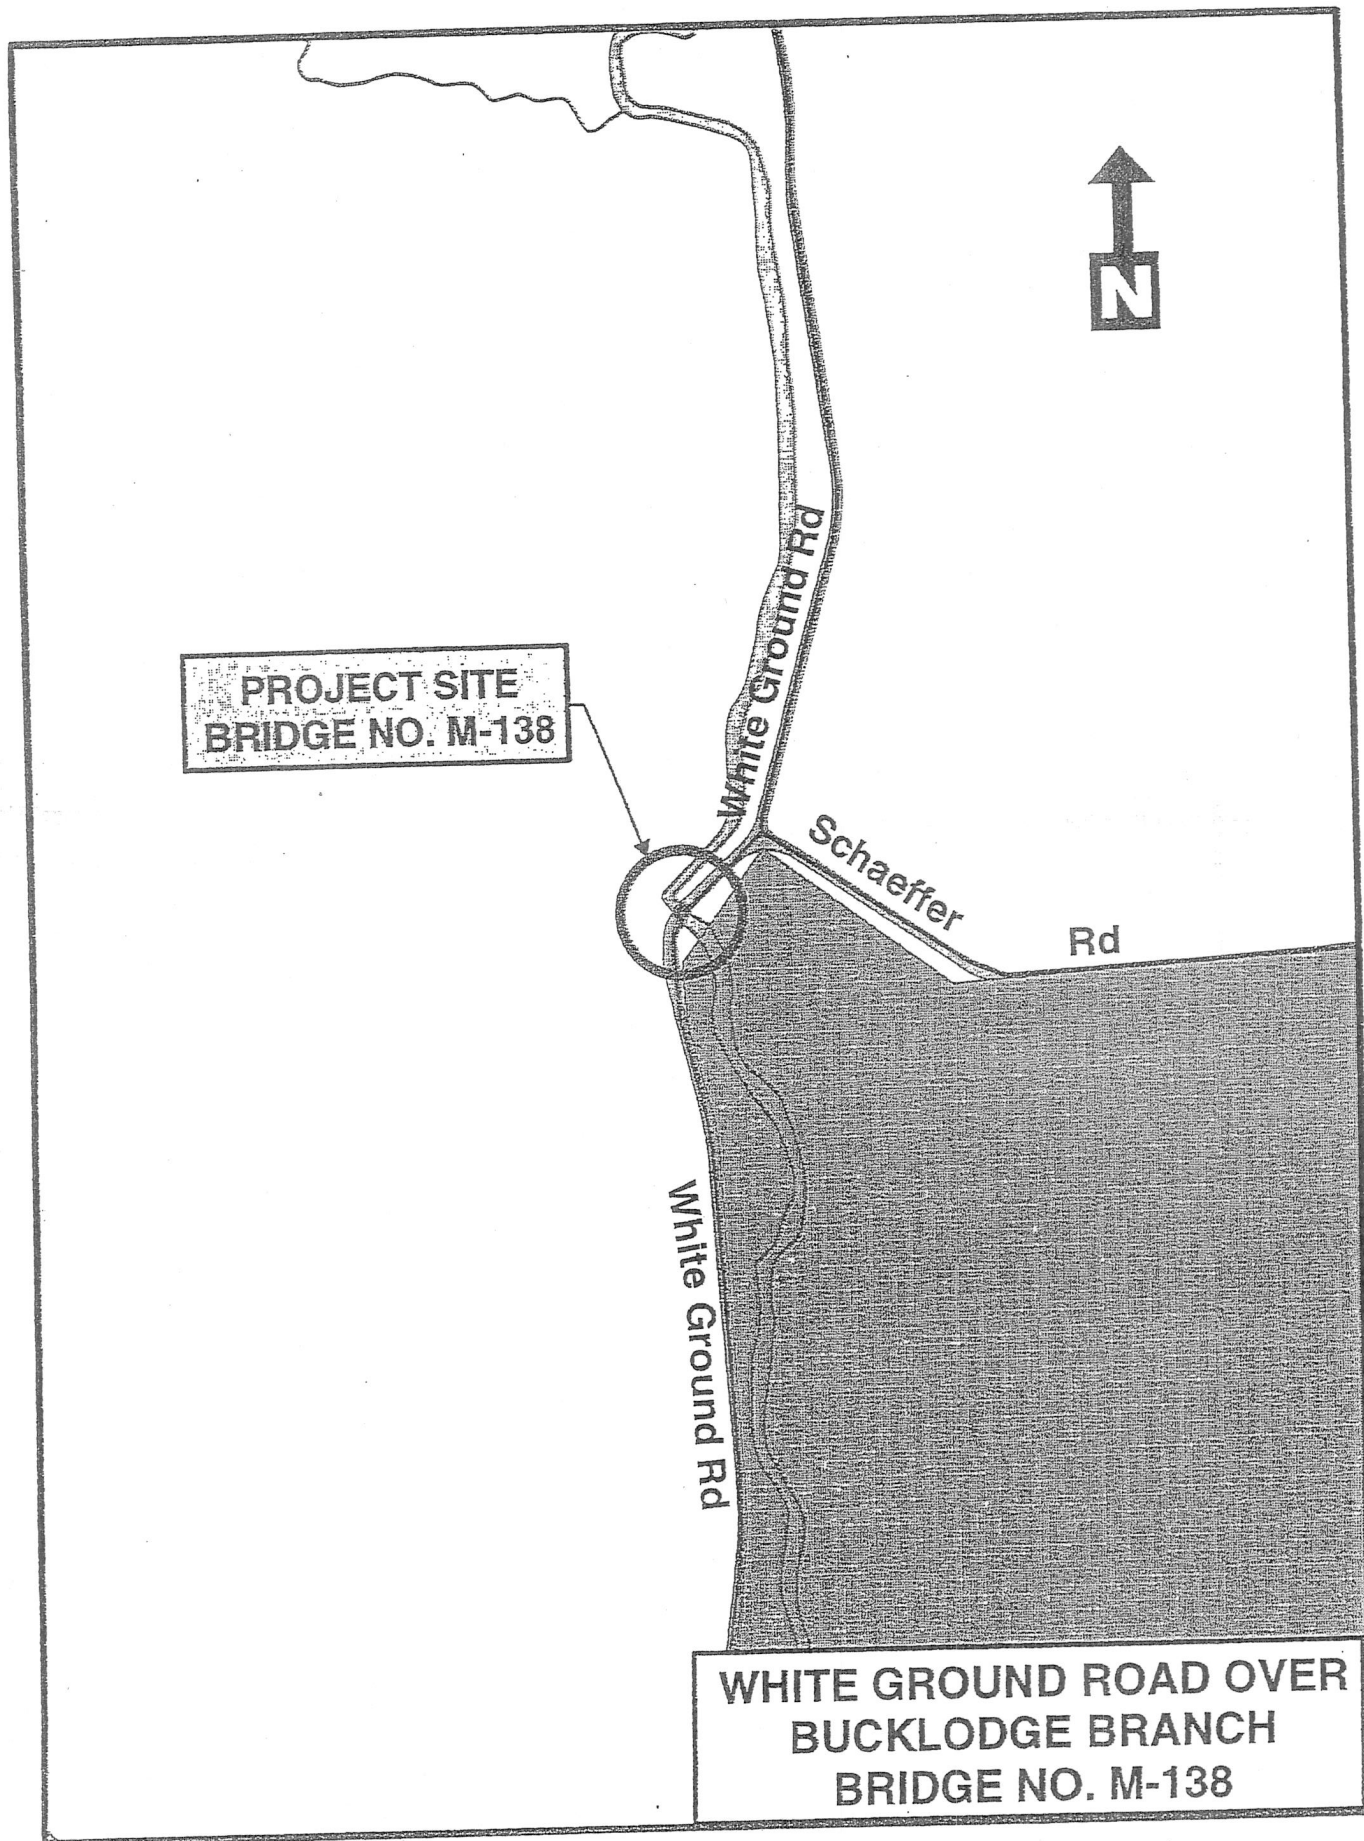 N
White Ground Rd
PROJECT SITE
BRIDGE NO. M-138
Schaeffer
Rd
White Ground Rd
WHITE GROUND ROAD OVER
BUCKLODGE BRANCH
BRIDGE NO. M-138